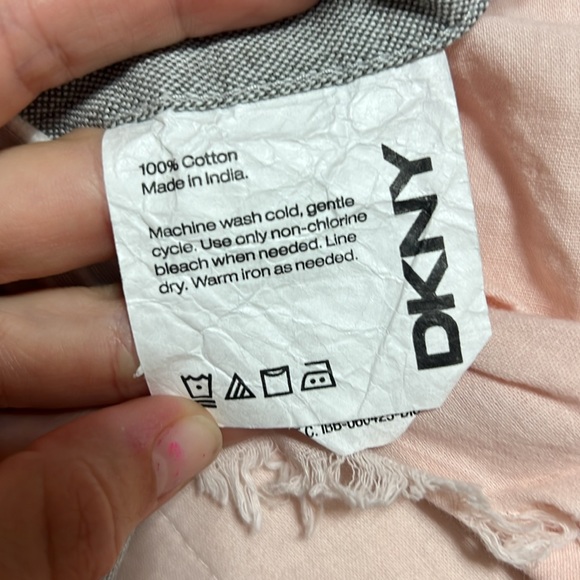 100% Cotton
Made in India.
Machine wash cold, gentle
cycle. Use only non-chlorine
bleach when needed. Line
dry. Warm iron as needed.
DKNY